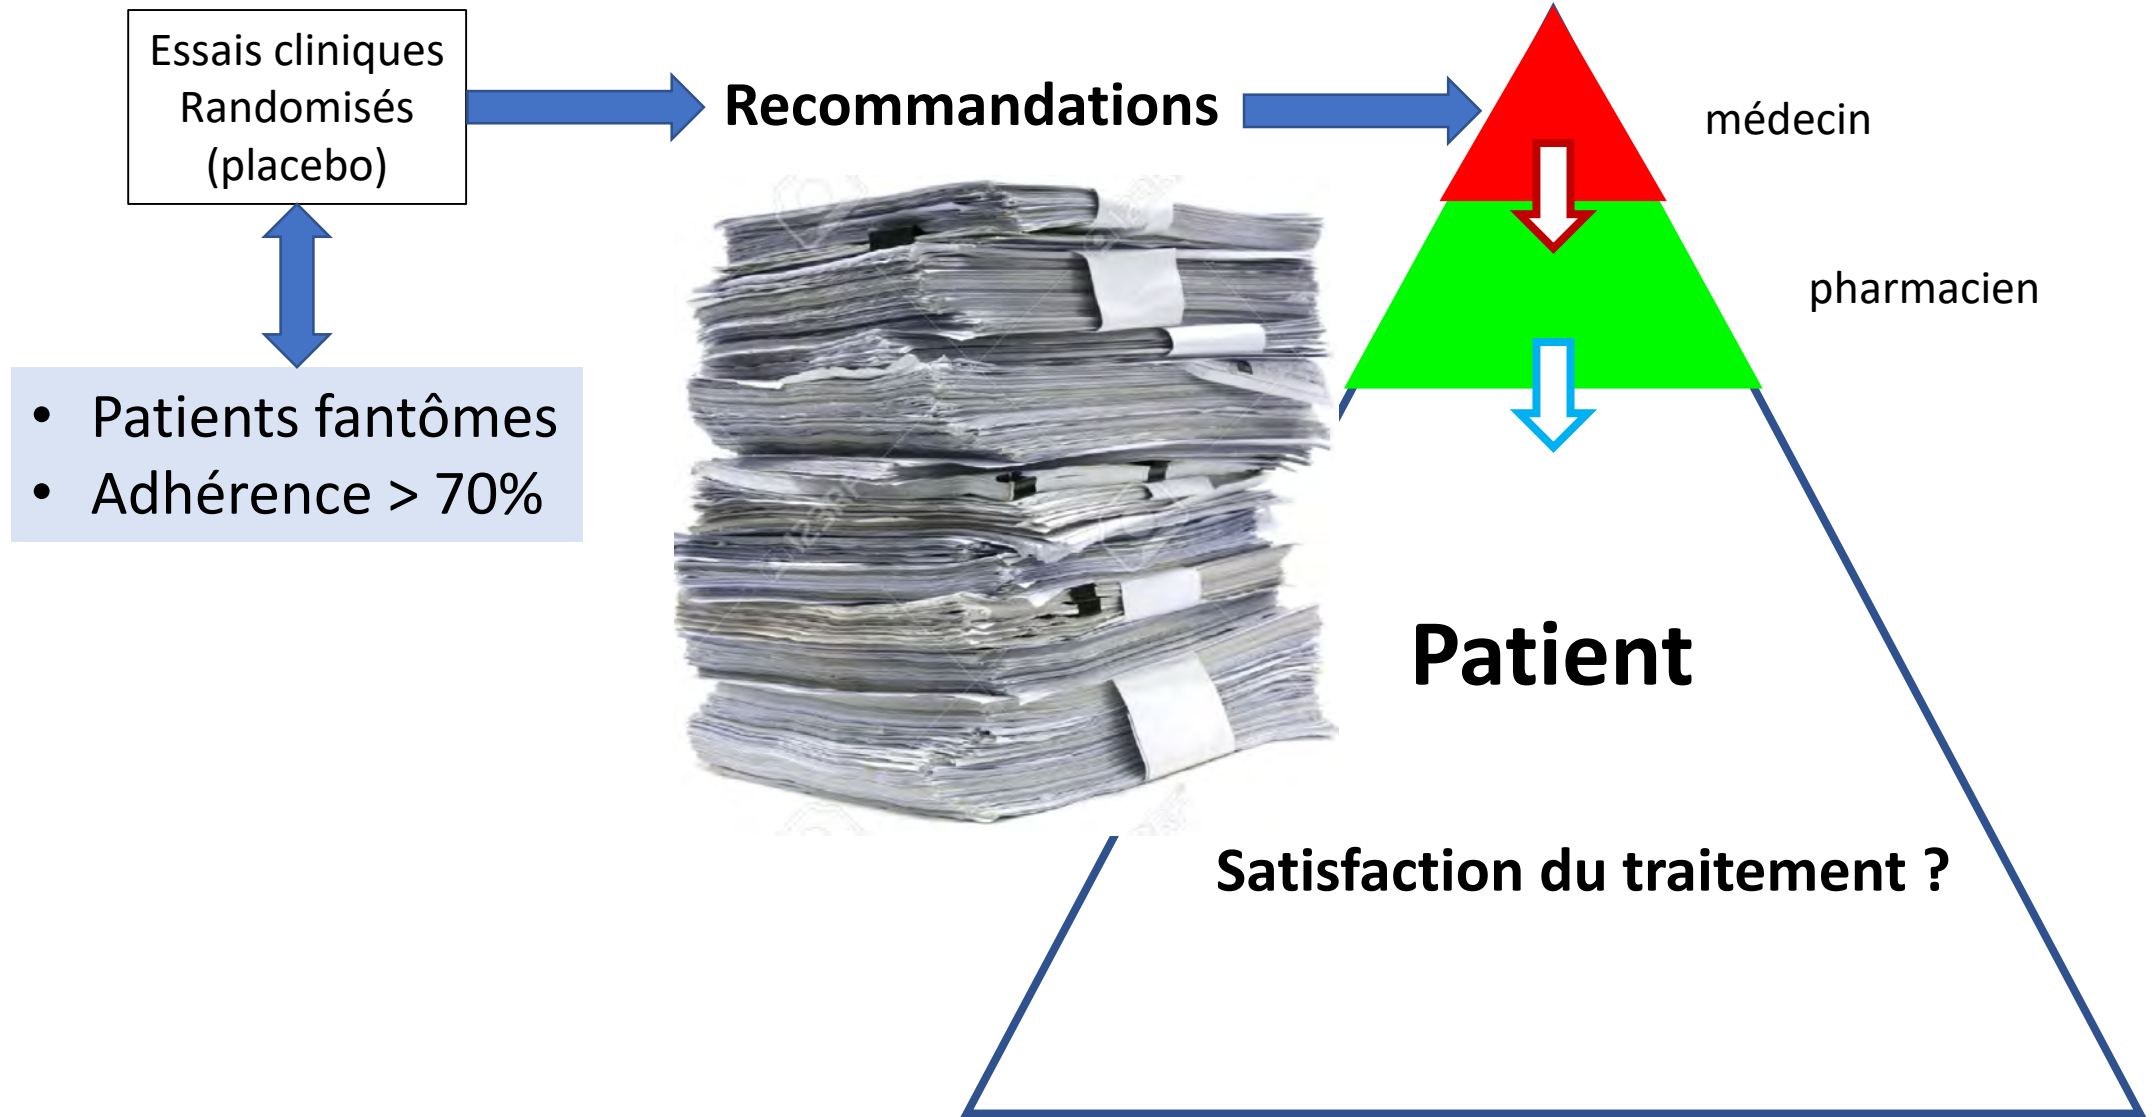 Essais cliniques
Randomisés
(placebo)
Recommandations
médecin
pharmacien
• Patients fantômes
• Adhérence > 70%
Patient
Satisfaction du traitement ?